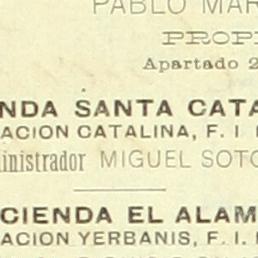 PABLO MAR
PROP
Apartado 2
NDA SANTA CATA
ACION CATALINA, F. I.
ministrador MIGUEL SOTO
CIENDA EL ALAM
ACION YERBANIS, F. I.